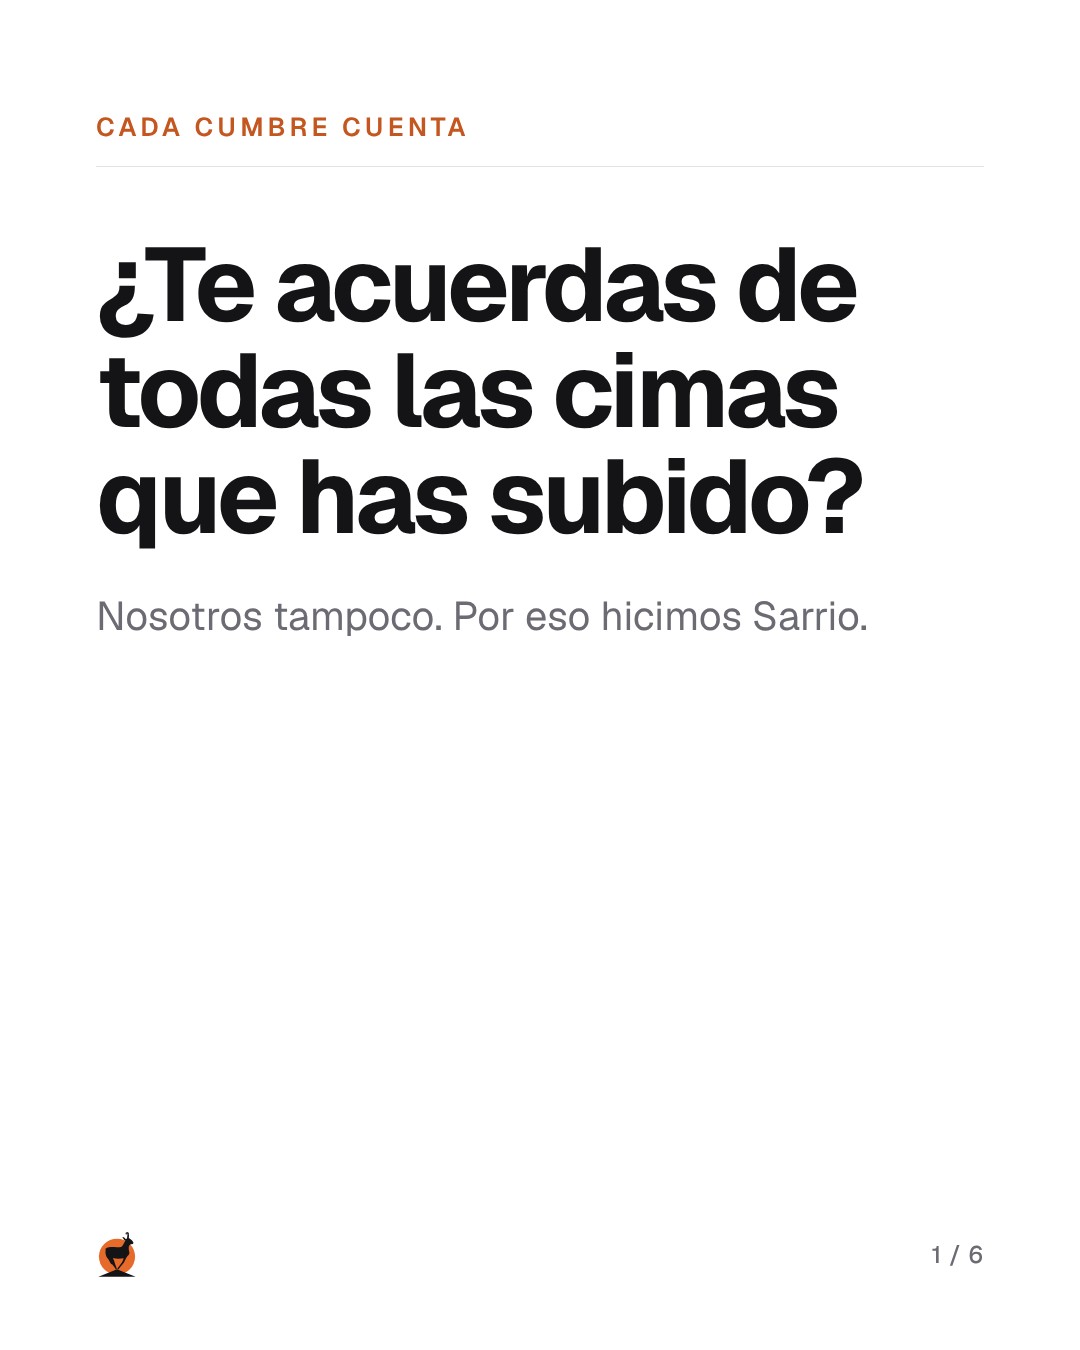 CADA CUMBRE CUENTA
¿Te acuerdas de
todas las cimas
que has subido?
Nosotros tampoco. Por eso hicimos Sarrio.
1 / 6